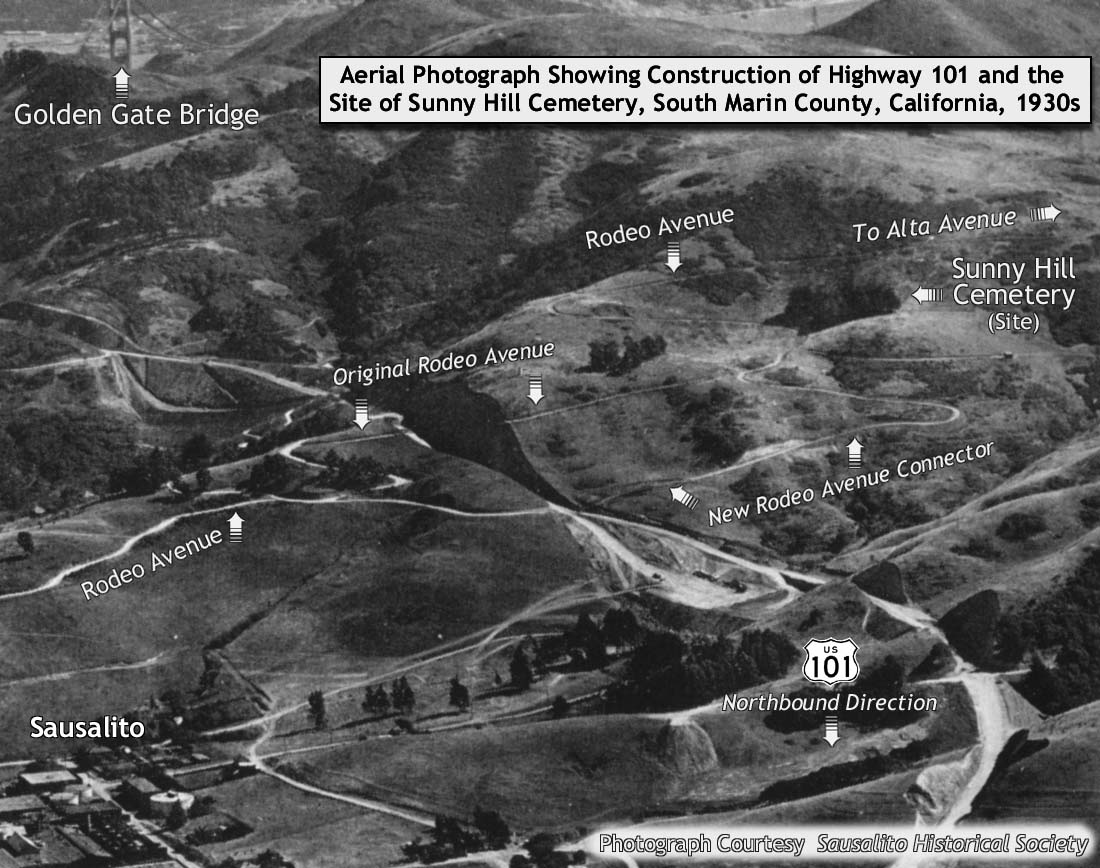 Aerial Photograph Showing Construction of Highway 101 and the
Site of Sunny Hill Cemetery, South Marin County, California, 1930s
Golden Gate Bridge
Rodeo Avenue
To Alta Avenue
Sunny Hill
Cemetery
(Site)
Original Rodeo Avenue
New Rodeo Avenue Connector
Rodeo Avenue
US
101
Northbound Direction
Sausalito
Photograph Courtesy Sausalito Historical Society